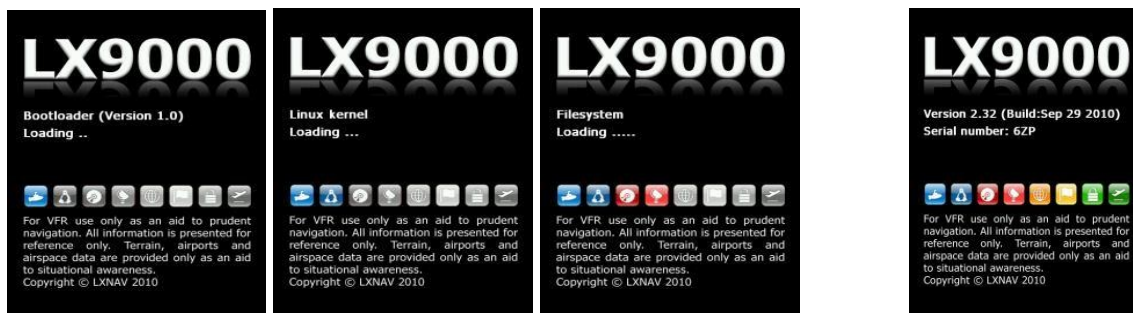 LX9000
Bootloader (Version 1.0)
Loading ..
For VFR use only as an aid to prudent
navigation. All information is presented for
reference only. Terrain, airports and
airspace data are provided only as an aid
to situational awareness.
Copyright © LXNAV 2010
LX9000
Linux kernel
Loading ...
For VFR use only as an aid to prudent
navigation. All information is presented for
reference only. Terrain, airports and
airspace data are provided only as an aid
to situational awareness.
Copyright © LXNAV 2010
LX9000
Filesystem
Loading .....
For VFR use only as an aid to prudent
navigation. All information is presented for
reference only. Terrain, airports and
airspace data are provided only as an aid
to situational awareness.
Copyright © LXNAV 2010
LX9000
Version 2.32 (Build:Sep 29 2010)
Serial number: 6ZP
For VFR use only as an aid to prudent
navigation. All information is presented for
reference only. Terrain, airports and
airspace data are provided only as an aid
to situational awareness.
Copyright © LXNAV 2010